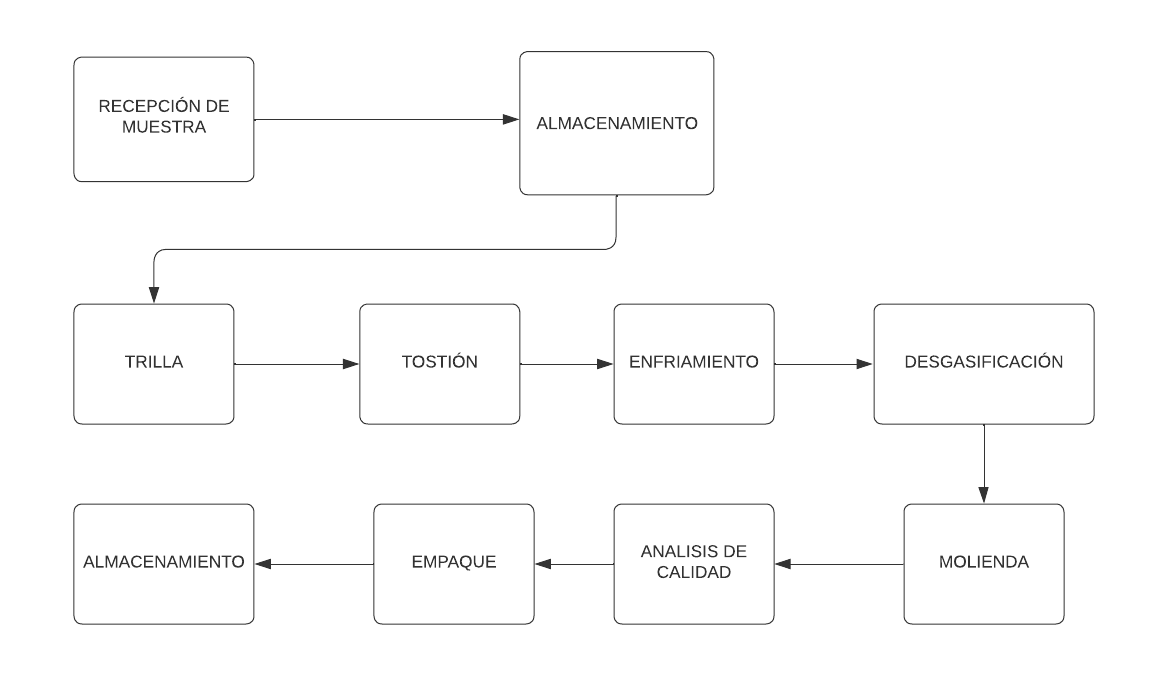 RECEPCIÓN DE
MUESTRA
ALMACENAMIENTO
TRILLA
TOSTIÓN
ENFRIAMIENTO
DESGASIFICACIÓN
ALMACENAMIENTO
EMPAQUE
ANALISIS DE
CALIDAD
MOLIENDA